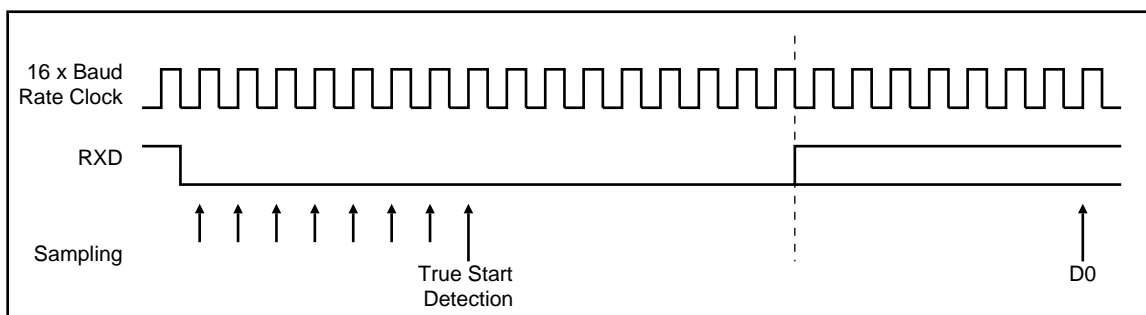 16 x Baud
Rate Clock
RXD
Sampling
True Start
Detection
D0